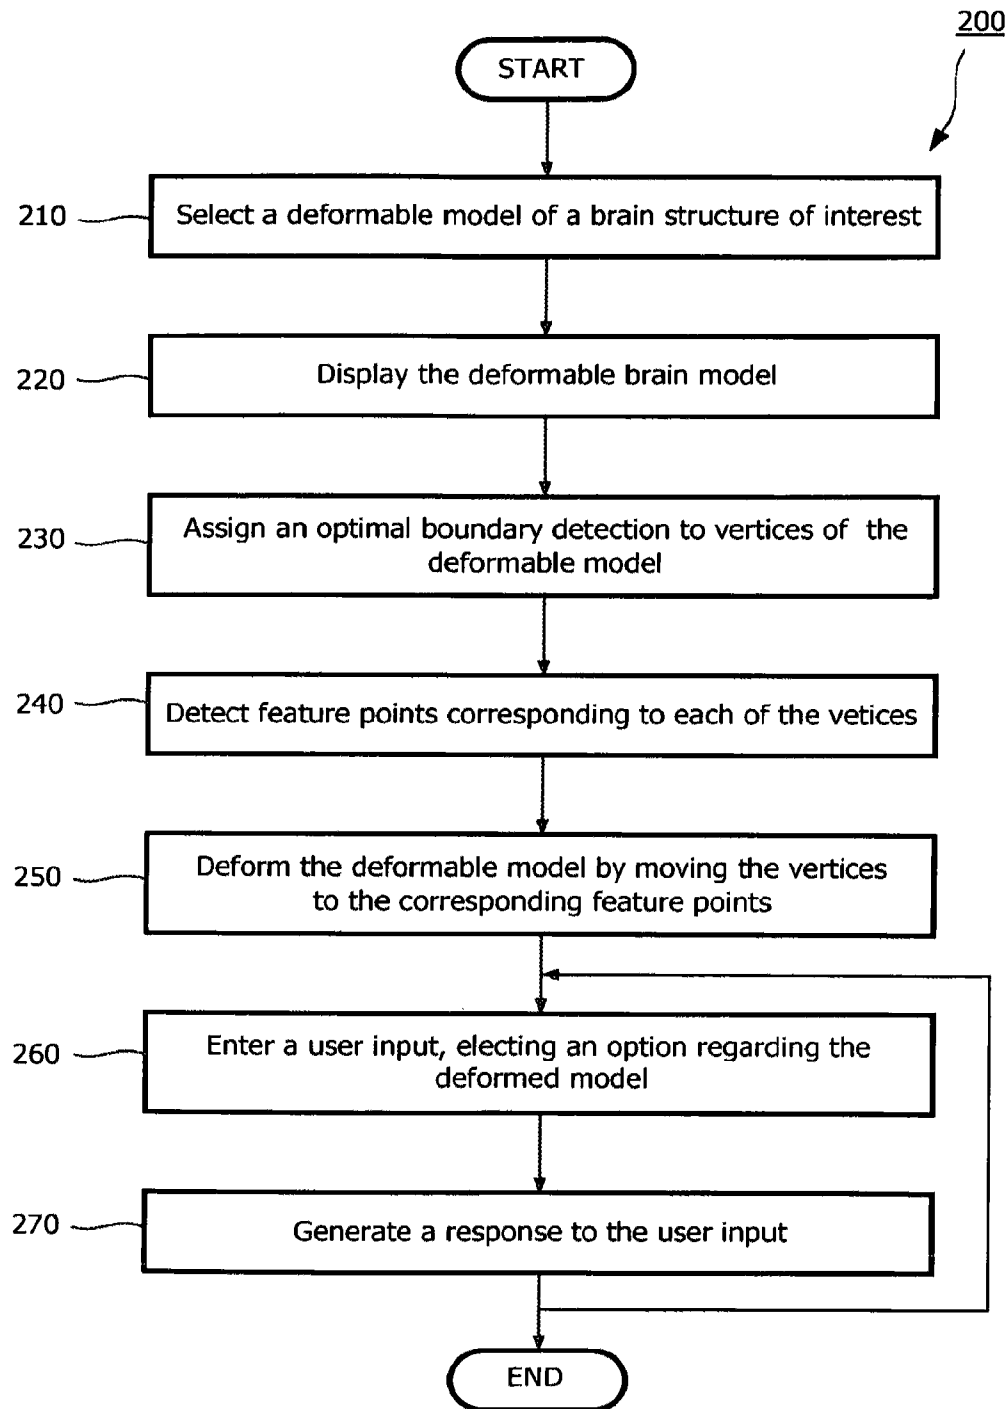 200
START
210
Select a deformable model of a brain structure of interest
220
Display the deformable brain model
230
Assign an optimal boundary detection to vertices of the
deformable model
240
Detect feature points corresponding to each of the vetices
250
Deform the deformable model by moving the vertices
to the corresponding feature points
260
Enter a user input, electing an option regarding the
deformed model
270
Generate a response to the user input
END